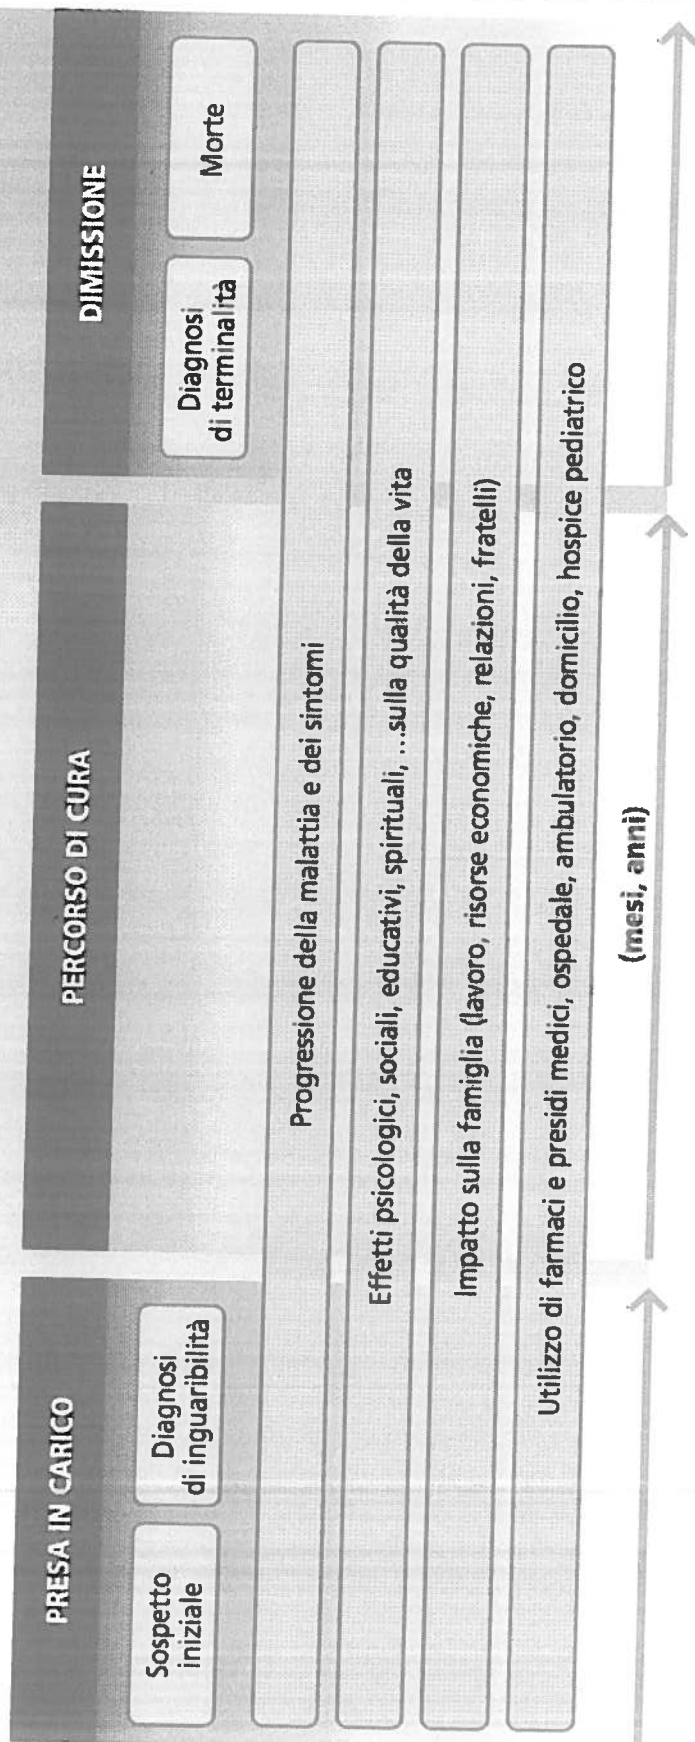 PRESA IN CARICO
PERCORSO DI CURA
DIMISSIONE
Sospetto
iniziale
Diagnosi
di inguaribilità
Diagnosi
di terminalità
Morte
Progressione della malattia e dei sintomi
Effetti psicologici, sociali, educativi, spirituali, ...sulla qualità della vita
Impatto sulla famiglia (lavoro, risorse economiche, relazioni, fratelli)
Utilizzo di farmaci e presidi medici, ospedale, ambulatorio, domicilio, hospice pediatrico
(mesi, anni)